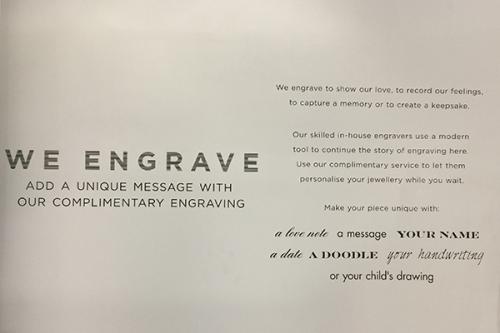 WE ENGRAVE
ADD A UNIQUE MESSAGE WITH
OUR COMPLIMENTARY ENGRAVING
We engrave to show our love, to record our feelings,
to capture a memory or to create a keepsake.
Our skilled in-house engravers use a modern
tool to continue the story of engraving here.
Use our complimentary service to let them
personalise your jewellery while you wait.
Make your piece unique with:
a love note a message YOUR NAME
a date A DOODLE your handwriting
or your child's drawing